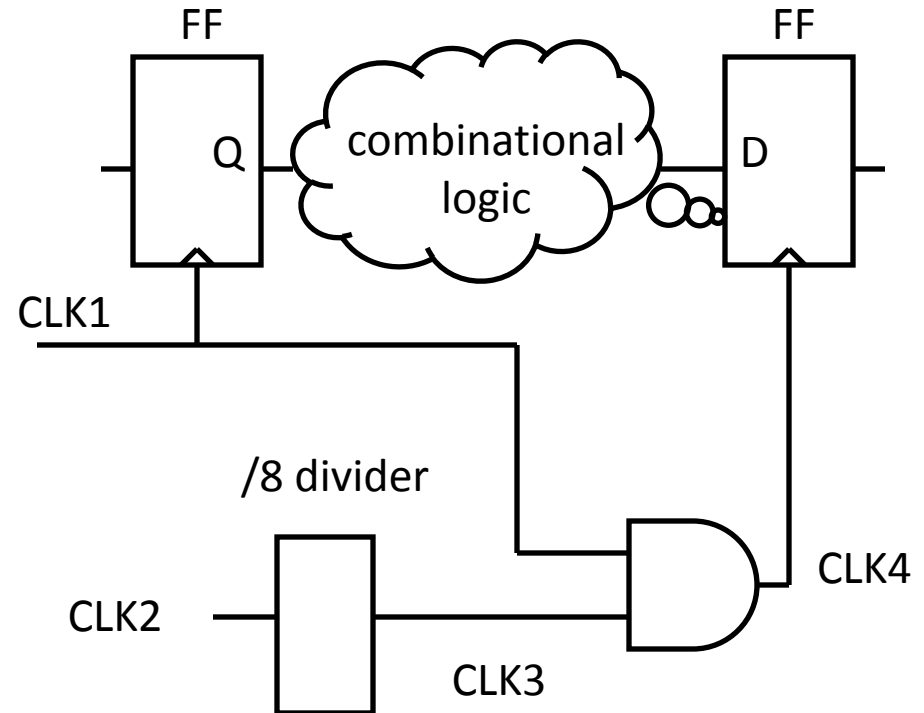 FF
FF
Q
combinational
logic
D
CLK1
/8 divider
CLK2
CLK3
CLK4